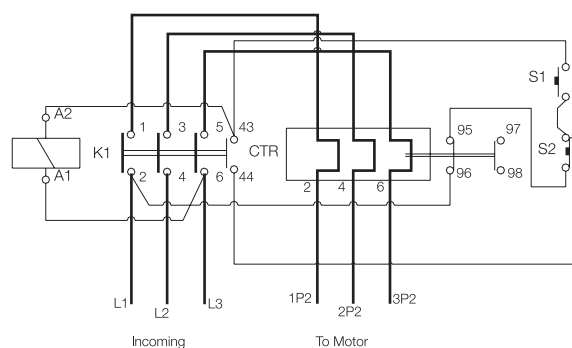 S1
A2
1 3 5 43
95 97
K1
CTR
S2
A1
2 4 6 44
2 4 6
96 98
L1 L2 L3
1P2 2P2 3P2
Incoming To Motor